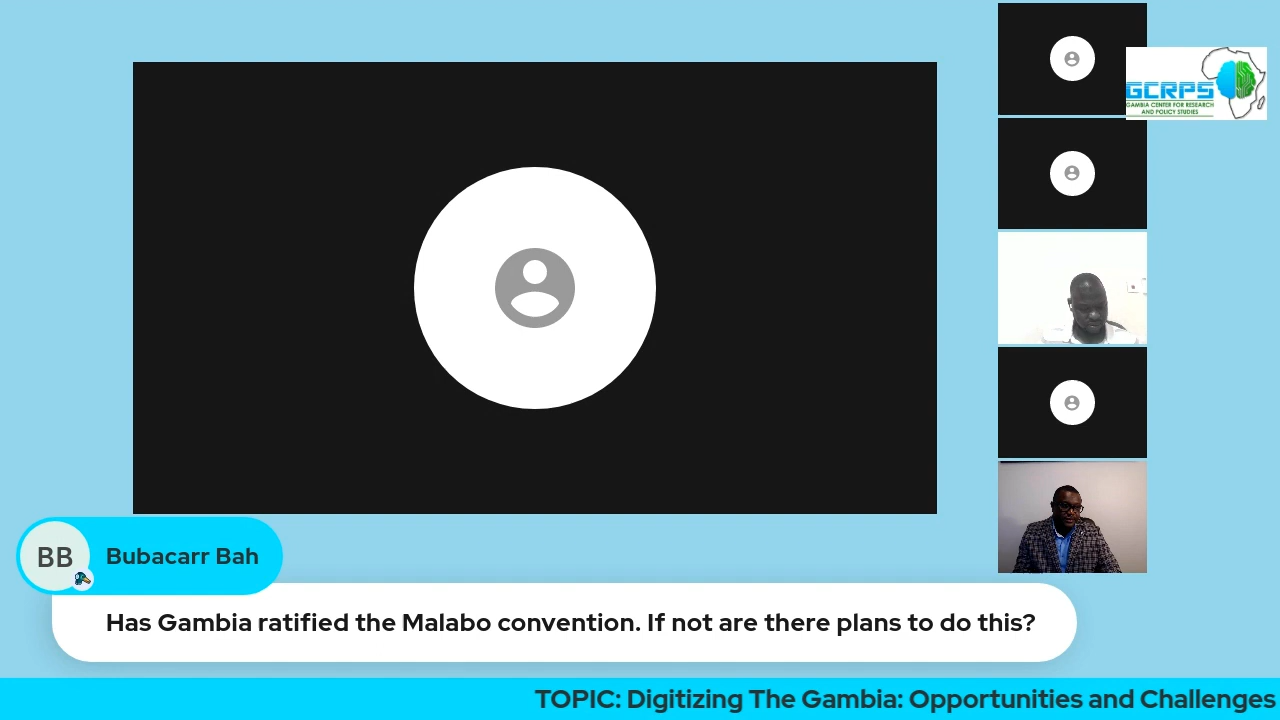 GCRPS
GAMBIA CENTER FOR RESEARCH
AND POLICY STUDIES
BB
Bubacarr Bah
Has Gambia ratified the Malabo convention. If not are there plans to do this?
TOPIC: Digitizing The Gambia: Opportunities and Challenges